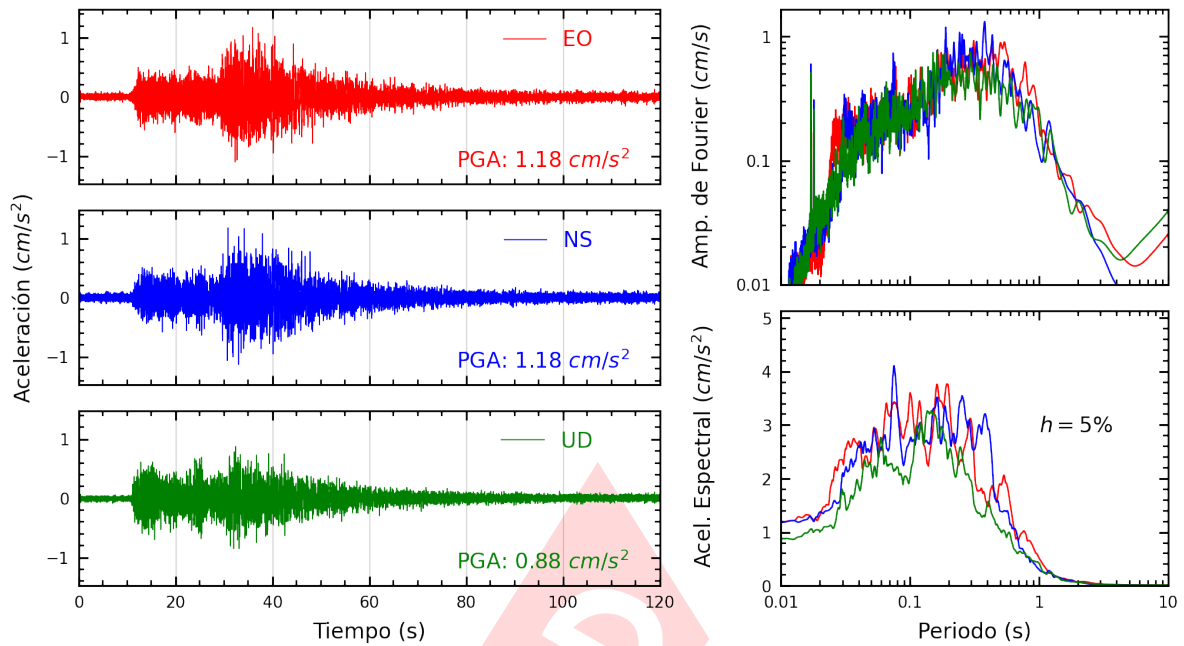 Aceleración (cm/s²)
1
0
−1
EO
PGA: 1.18 cm/s²
1
0
−1
NS
PGA: 1.18 cm/s²
1
0
−1
UD
PGA: 0.88 cm/s²
0 20 40 60 80 100 120
Tiempo (s)
Amp. de Fourier (cm/s)
1
0.1
0.01
Acel. Espectral (cm/s²)
5
4
3
2
1
0
h = 5%
0.01 0.1 1 10
Periodo (s)